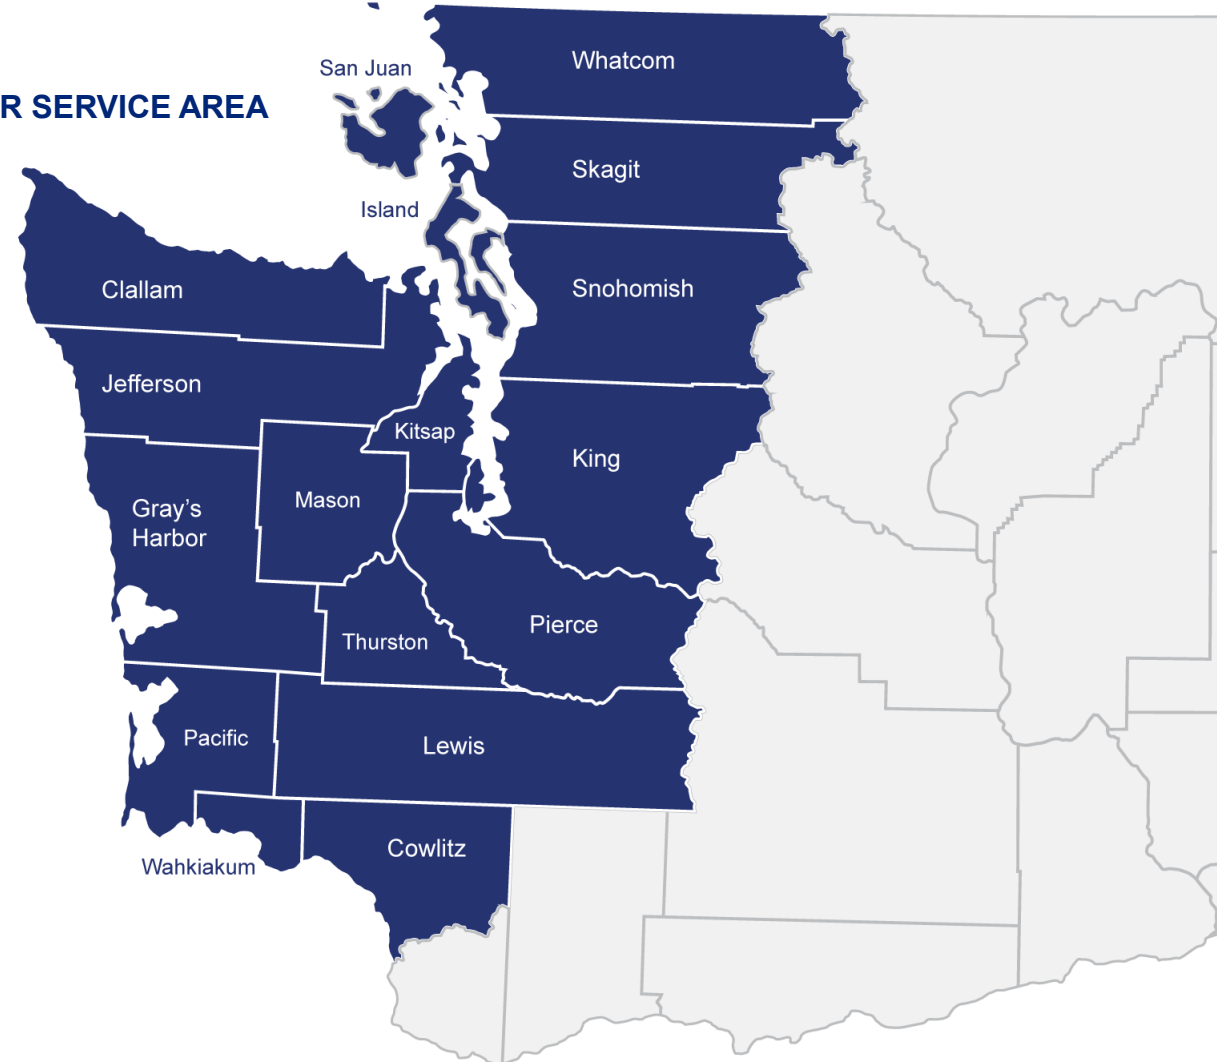 Whatcom
San Juan
R SERVICE AREA
Skagit
Island
Clallam
Snohomish
Jefferson
Kitsap
King
Mason
Gray’s
Harbor
Pierce
Thurston
Pacific
Lewis
Cowlitz
Wahkiakum